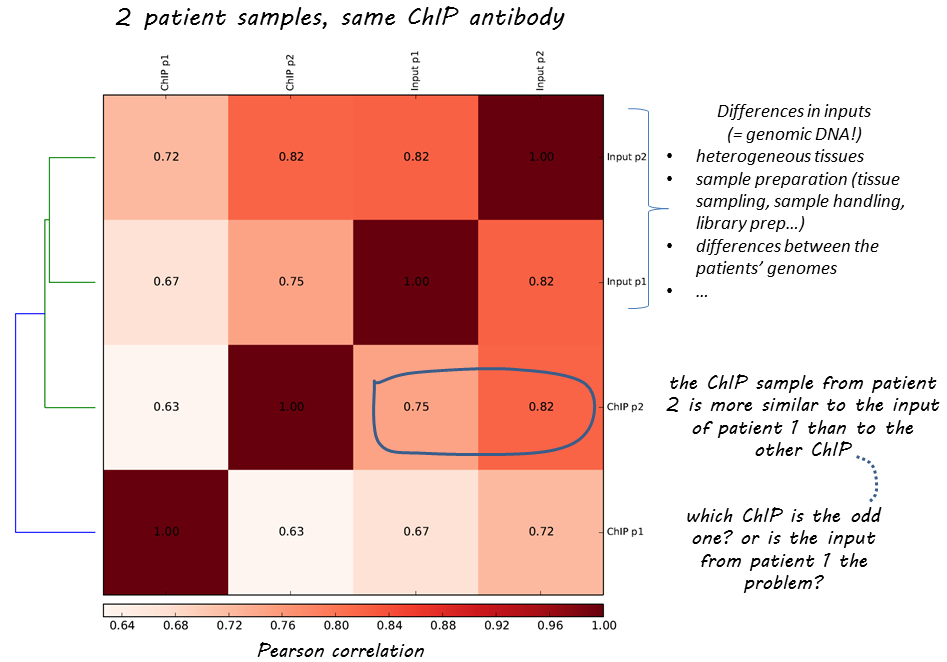 2 patient samples, same ChIP antibody
ChIP p1
ChIP p2
Input p1
Input p2
0.72
0.82
0.82
1.00
Input p2
0.67
0.75
1.00
0.82
Input p1
0.63
1.00
0.75
0.82
ChIP p2
1.00
0.63
0.67
0.72
ChIP p1
0.64
0.68
0.72
0.76
0.80
0.84
0.88
0.92
0.96
1.00
Pearson correlation
Differences in inputs
(= genomic DNA!)
• heterogeneous tissues
• sample preparation (tissue
sampling, sample handling,
library prep...)
• differences between the
patients’ genomes
• ...
the ChIP sample from patient
2 is more similar to the input
of patient 1 than to the
other ChIP
which ChIP is the odd
one? or is the input
from patient 1 the
problem?